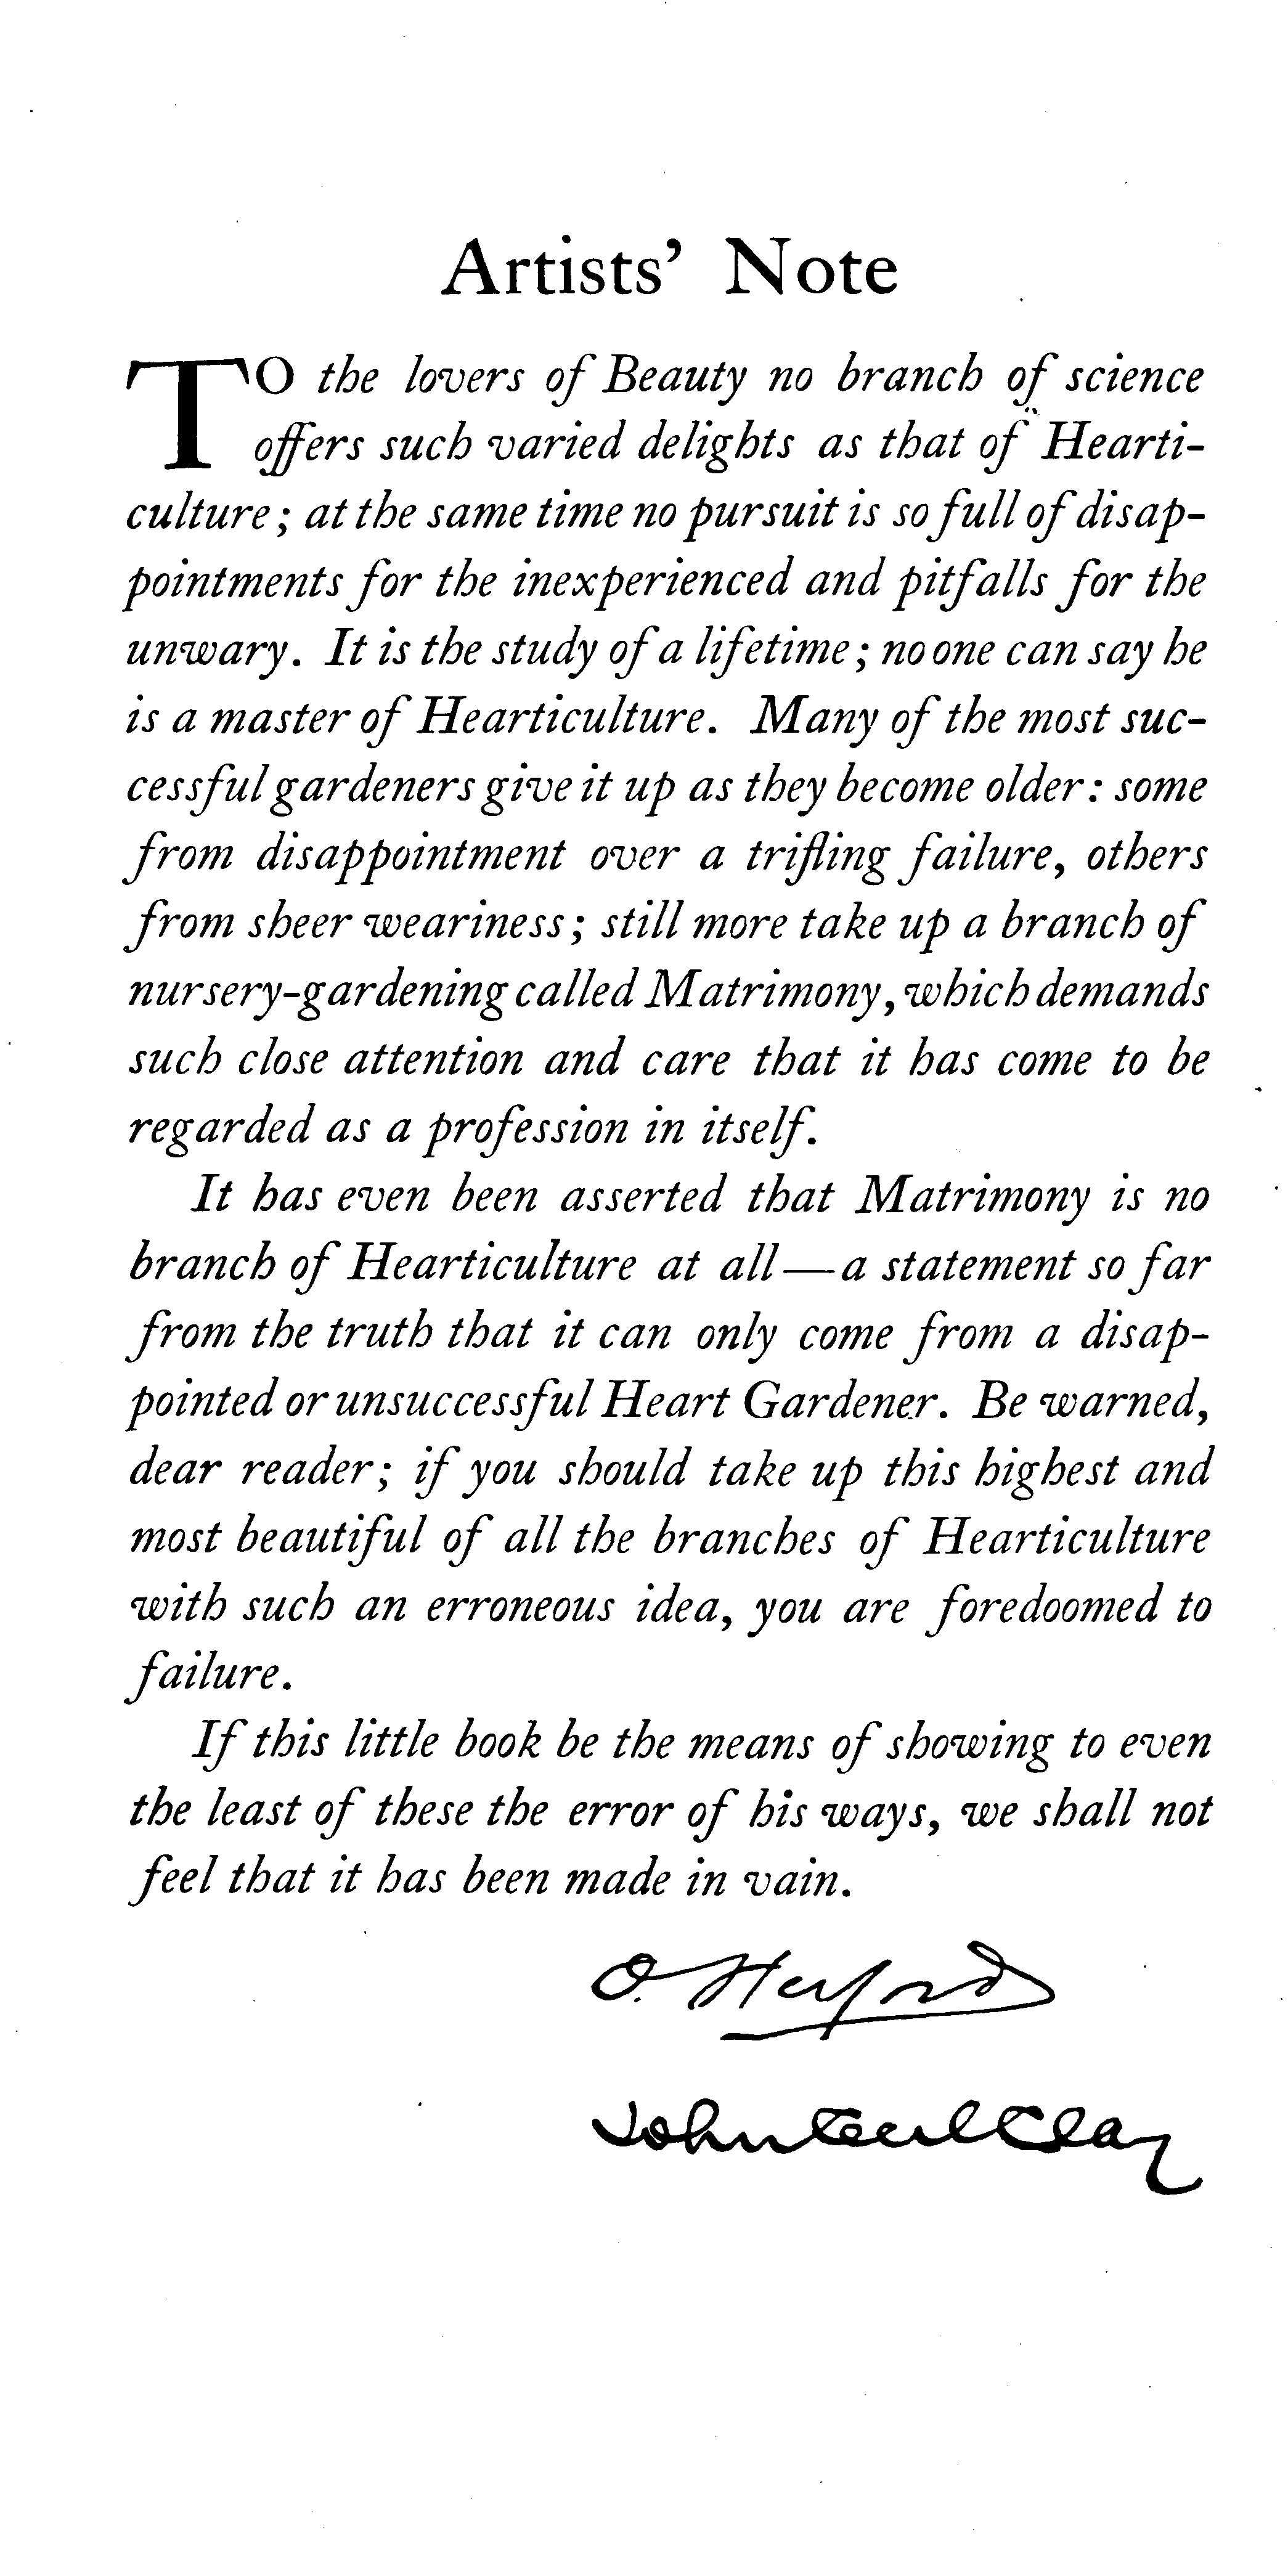 Artists’ Note
TO the lovers of Beauty no branch of science
offers such varied delights as that of Hearti-
culture; at the same time no pursuit is so full of disap-
pointments for the inexperienced and pitfalls for the
unwary. It is the study of a lifetime; no one can say he
is a master of Hearticulture. Many of the most suc-
cessful gardeners give it up as they become older: some
from disappointment over a trifling failure, others
from sheer weariness; still more take up a branch of
nursery-gardening called Matrimony, which demands
such close attention and care that it has come to be
regarded as a profession in itself.
It has even been asserted that Matrimony is no
branch of Hearticulture at all—a statement so far
from the truth that it can only come from a disap-
pointed or unsuccessful Heart Gardener. Be warned,
dear reader; if you should take up this highest and
most beautiful of all the branches of Hearticulture
with such an erroneous idea, you are foredoomed to
failure.
If this little book be the means of showing to even
the least of these the error of his ways, we shall not
feel that it has been made in vain.
O. Herford
John Cecil Clay